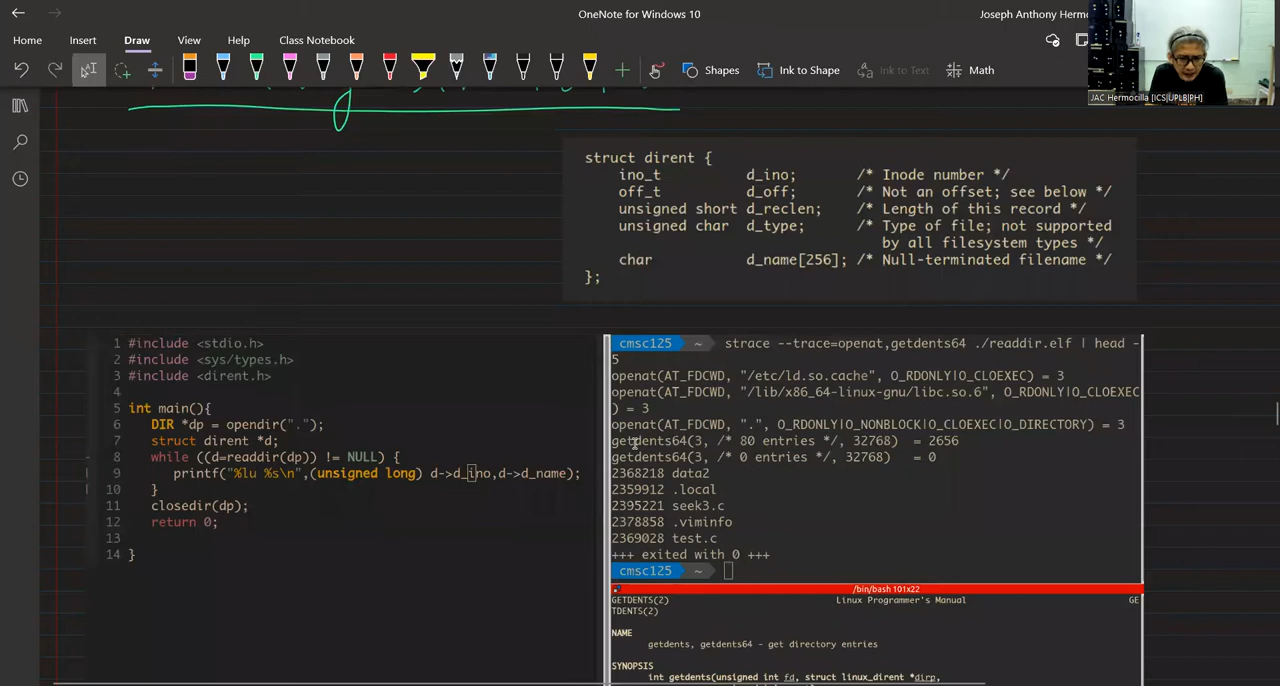 OneNote for Windows 10
Joseph Anthony Hermo
Home Insert Draw View Help Class Notebook
Shapes Ink to Shape Ink to Text Math
JAC Hermocilla [ICS|UPLB|PH]
struct dirent {
ino_t d_ino; /* Inode number */
off_t d_off; /* Not an offset; see below */
unsigned short d_reclen; /* Length of this record */
unsigned char d_type; /* Type of file; not supported
by all filesystem types */
char d_name[256]; /* Null-terminated filename */
};
1 #include <stdio.h>
2 #include <sys/types.h>
3 #include <dirent.h>
4
5 int main(){
6 DIR *dp = opendir(".");
7 struct dirent *d;
8 while ((d=readdir(dp)) != NULL) {
9 printf("%lu %s\n",(unsigned long) d->d_ino,d->d_name);
10 }
11 closedir(dp);
12 return 0;
13
14 }
cmsc125 ~ strace --trace=openat,getdents64 ./readdir.elf | head -
5
openat(AT_FDCWD, "/etc/ld.so.cache", O_RDONLY|O_CLOEXEC) = 3
openat(AT_FDCWD, "/lib/x86_64-linux-gnu/libc.so.6", O_RDONLY|O_CLOEXEC
) = 3
openat(AT_FDCWD, ".", O_RDONLY|O_NONBLOCK|O_CLOEXEC|O_DIRECTORY) = 3
getdents64(3, /* 80 entries */, 32768) = 2656
getdents64(3, /* 0 entries */, 32768) = 0
2368218 data2
2359912 .local
2395221 seek3.c
2378858 .viminfo
2369028 test.c
+++ exited with 0 +++
cmsc125 ~
/bin/bash 101x22
GETDENTS(2) Linux Programmer's Manual GE
TDENTS(2)
NAME
getdents, getdents64 - get directory entries
SYNOPSIS
int getdents(unsigned int fd, struct linux_dirent *dirp,